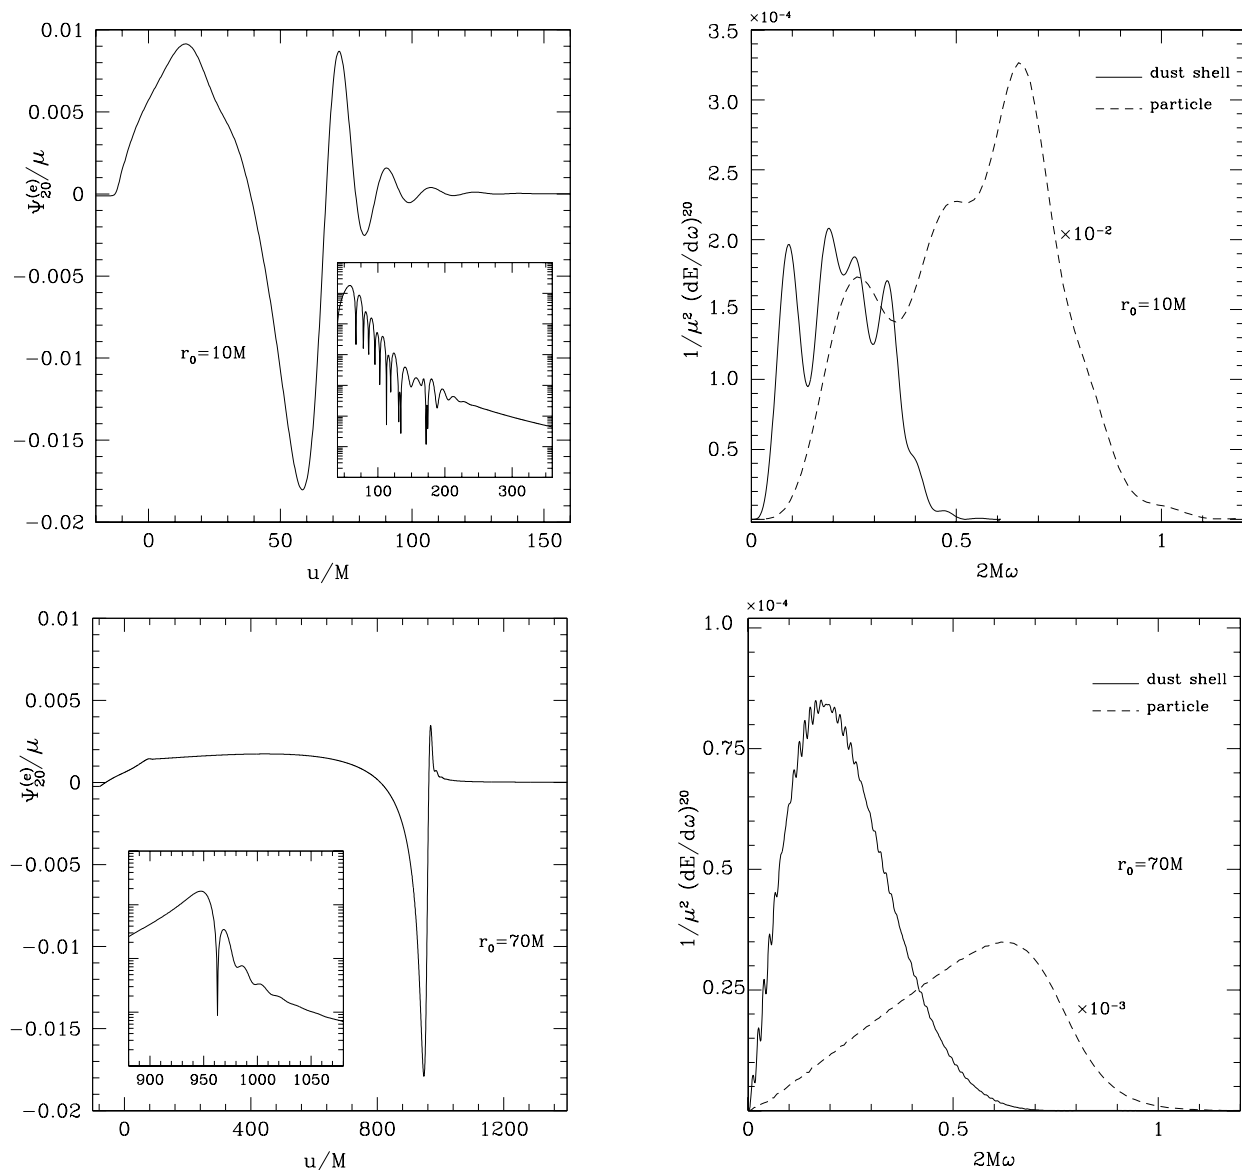 0.01
0.005
0
−0.005
−0.01
−0.015
−0.02
Ψ₂₀⁽ᵉ⁾/μ
r₀=10M
100 200 300
0 50 100 150
u/M
×10⁻⁴
3.5
3.0
2.5
2.0
1.5
1.0
0.5
1/μ² (dE/dω)²⁰
dust shell
particle
×10⁻²
r₀=10M
0 0.5 1
2Mω
0.01
0.005
0
−0.005
−0.01
−0.015
−0.02
Ψ₂₀⁽ᵉ⁾/μ
r₀=70M
900 950 1000 1050
0 400 800 1200
u/M
×10⁻⁴
1.0
0.75
0.5
0.25
1/μ² (dE/dω)²⁰
dust shell
particle
r₀=70M
×10⁻³
0 0.5 1
2Mω